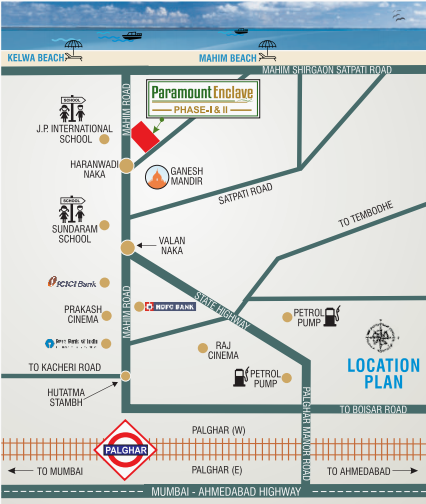 KELWA BEACH
MAHIM BEACH
MAHIM SHIRGAON SATPATI ROAD
MAHIM ROAD
Paramount Enclave
PHASE-I & II
SCHOOL
J.P. INTERNATIONAL
SCHOOL
HARANWADI
NAKA
GANESH
MANDIR
SATPATI ROAD
TO TEMBODHE
SCHOOL
SUNDARAM
SCHOOL
VALAN
NAKA
ICICI Bank
HDFC BANK
STATE HIGHWAY
PRAKASH
CINEMA
MAHIM ROAD
PETROL
PUMP
State Bank of India
RAJ
CINEMA
LOCATION
PLAN
TO KACHERI ROAD
PETROL
PUMP
HUTATMA
STAMBH
PALGHAR MANOR ROAD
TO BOISAR ROAD
PALGHAR (W)
PALGHAR
TO MUMBAI
PALGHAR (E)
TO AHMEDABAD
MUMBAI - AHMEDABAD HIGHWAY